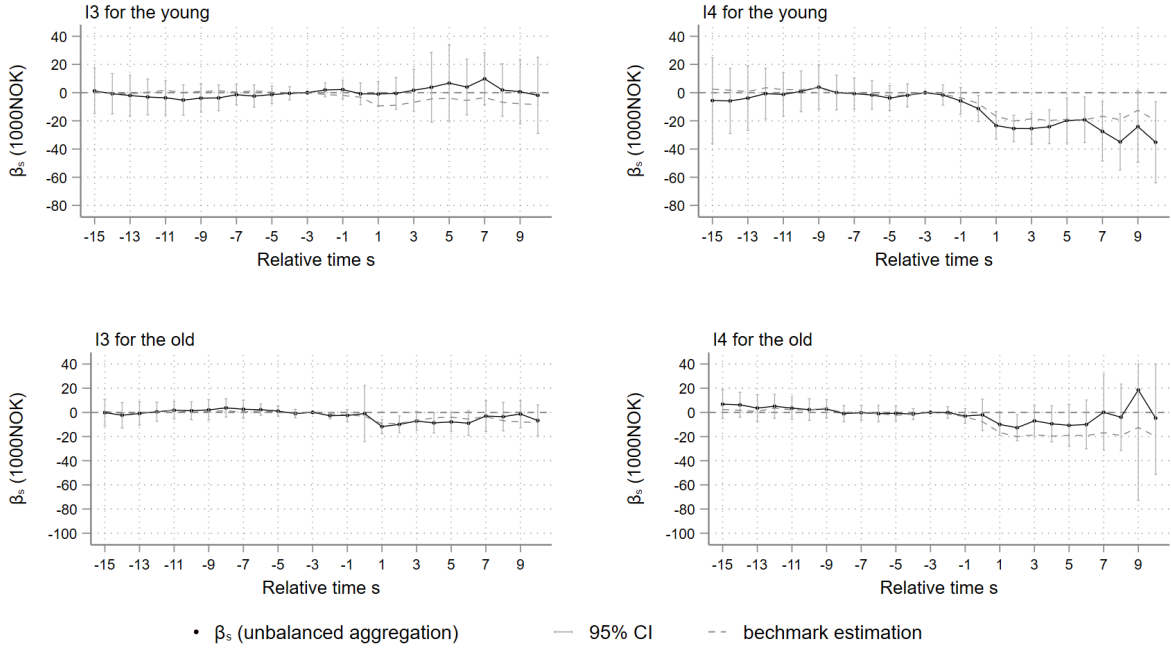 I3 for the young
40
20
0
-20
-40
-60
-80
βₛ (1000NOK)
-15 -13 -11 -9 -7 -5 -3 -1 1 3 5 7 9
Relative time s
I4 for the young
40
20
0
-20
-40
-60
-80
βₛ (1000NOK)
-15 -13 -11 -9 -7 -5 -3 -1 1 3 5 7 9
Relative time s
I3 for the old
40
20
0
-20
-40
-60
-80
-100
βₛ (1000NOK)
-15 -13 -11 -9 -7 -5 -3 -1 1 3 5 7 9
Relative time s
I4 for the old
40
20
0
-20
-40
-60
-80
-100
βₛ (1000NOK)
-15 -13 -11 -9 -7 -5 -3 -1 1 3 5 7 9
Relative time s
βₛ (unbalanced aggregation) 95% CI bechmark estimation